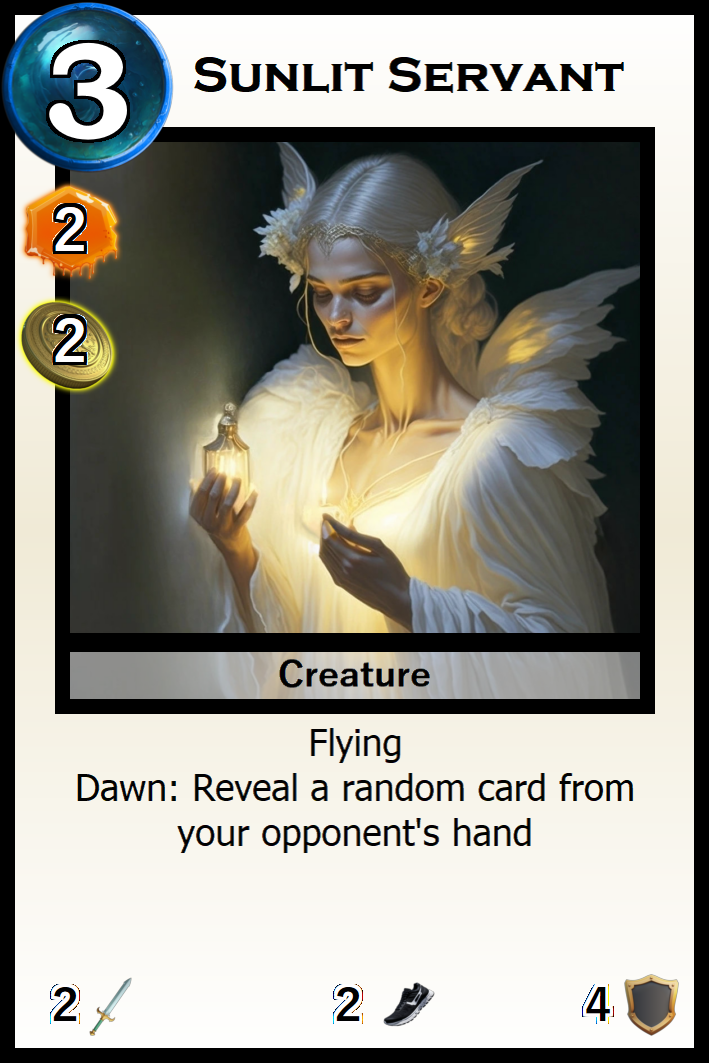 3
Sunlit Servant
2
2
Creature
Flying
Dawn: Reveal a random card from
your opponent's hand
2
2
4